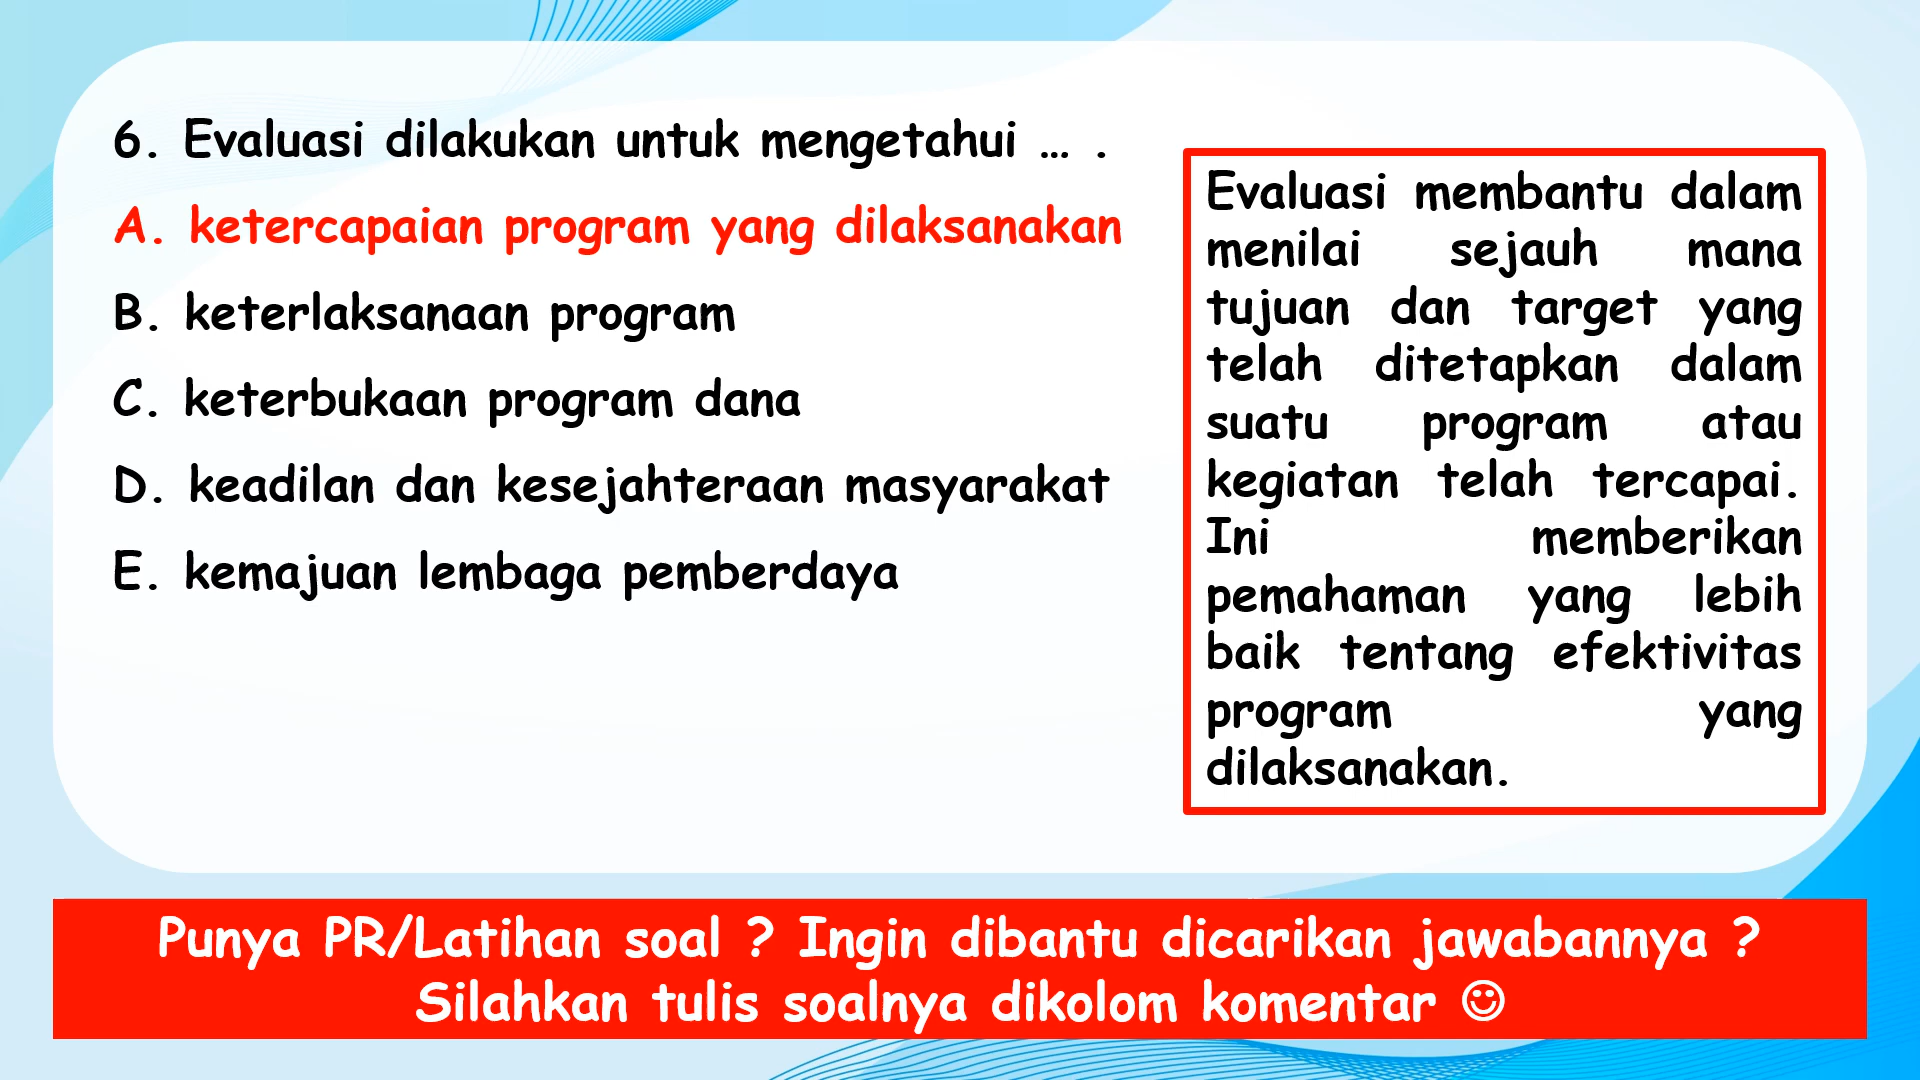 6. Evaluasi dilakukan untuk mengetahui ... .
A. ketercapaian program yang dilaksanakan
B. keterlaksanaan program
C. keterbukaan program dana
D. keadilan dan kesejahteraan masyarakat
E. kemajuan lembaga pemberdaya
Evaluasi membantu dalam
menilai sejauh mana
tujuan dan target yang
telah ditetapkan dalam
suatu program atau
kegiatan telah tercapai.
Ini memberikan
pemahaman yang lebih
baik tentang efektivitas
program yang
dilaksanakan.
Punya PR/Latihan soal ? Ingin dibantu dicarikan jawabannya ?
Silahkan tulis soalnya dikolom komentar ☺